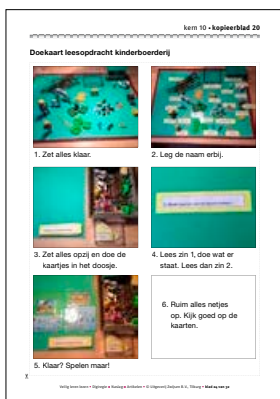 kern 10 • kopieerblad 20
Doekaart leesopdracht kinderboerderij
1. Zet alles klaar.
2. Leg de naam erbij.
3. Zet alles opzij en doe de
kaartjes in het doosje.
4. Lees zin 1, doe wat er
staat. Lees dan zin 2.
5. Klaar? Spelen maar!
6. Ruim alles netjes
op. Kijk goed op de
kaarten.